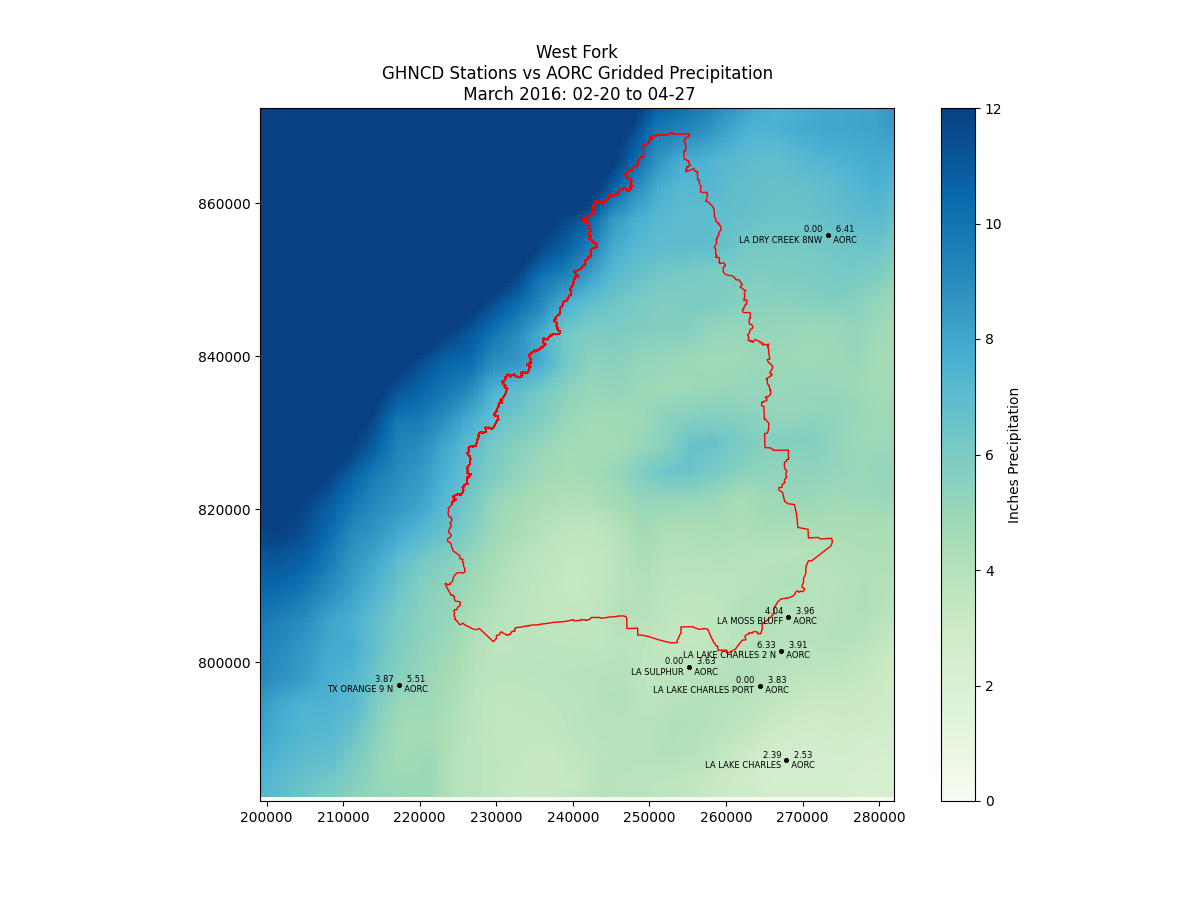 West Fork
GHNCD Stations vs AORC Gridded Precipitation
March 2016: 02-20 to 04-27
12
10
8
6
4
2
0
Inches Precipitation
860000
840000
820000
800000
0.00 6.41
LA DRY CREEK 8NW AORC
4.04 3.96
LA MOSS BLUFF AORC
6.33 3.91
LA LAKE CHARLES 2 N AORC
0.00 3.63
LA SULPHUR AORC
0.00 3.83
LA LAKE CHARLES PORT AORC
3.87 5.51
TX ORANGE 9 N AORC
2.39 2.53
LA LAKE CHARLES AORC
200000 210000 220000 230000 240000 250000 260000 270000 280000